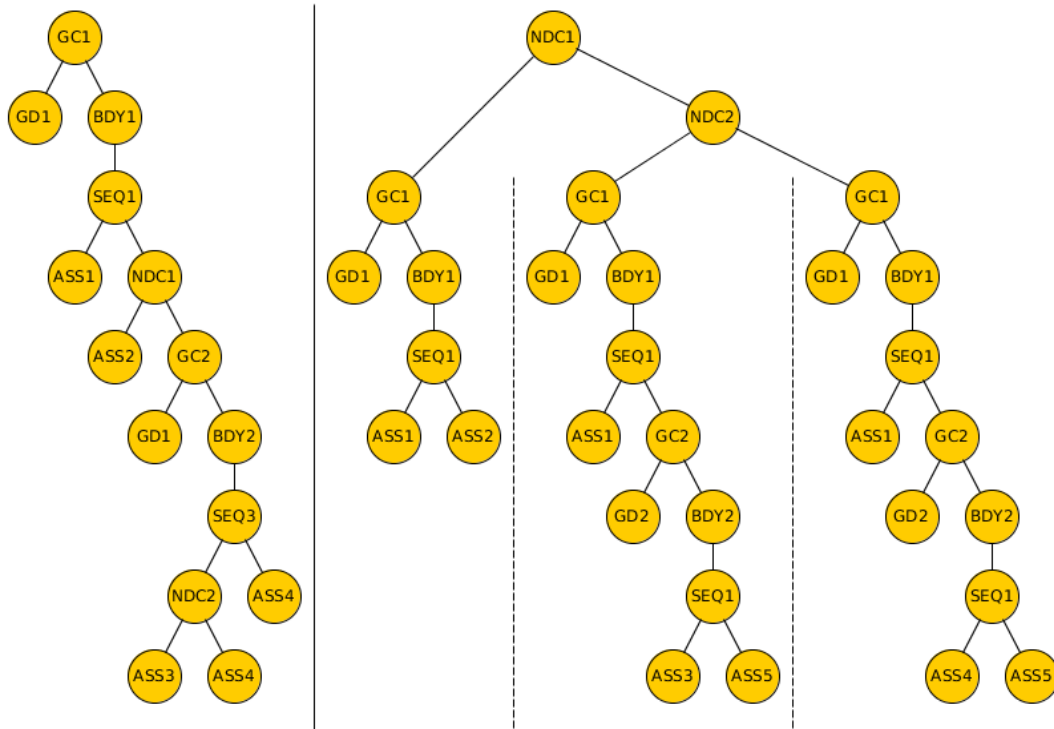 GC1 NDC1
GD1 BDY1 NDC2
SEQ1 GC1 GC1 GC1
ASS1 NDC1 GD1 BDY1 GD1 BDY1 GD1 BDY1
ASS2 GC2 SEQ1 SEQ1 SEQ1
GD1 BDY2 ASS1 ASS2 ASS1 GC2 ASS1 GC2
SEQ3 GD2 BDY2 GD2 BDY2
NDC2 ASS4 SEQ1 SEQ1
ASS3 ASS4 ASS3 ASS5 ASS4 ASS5